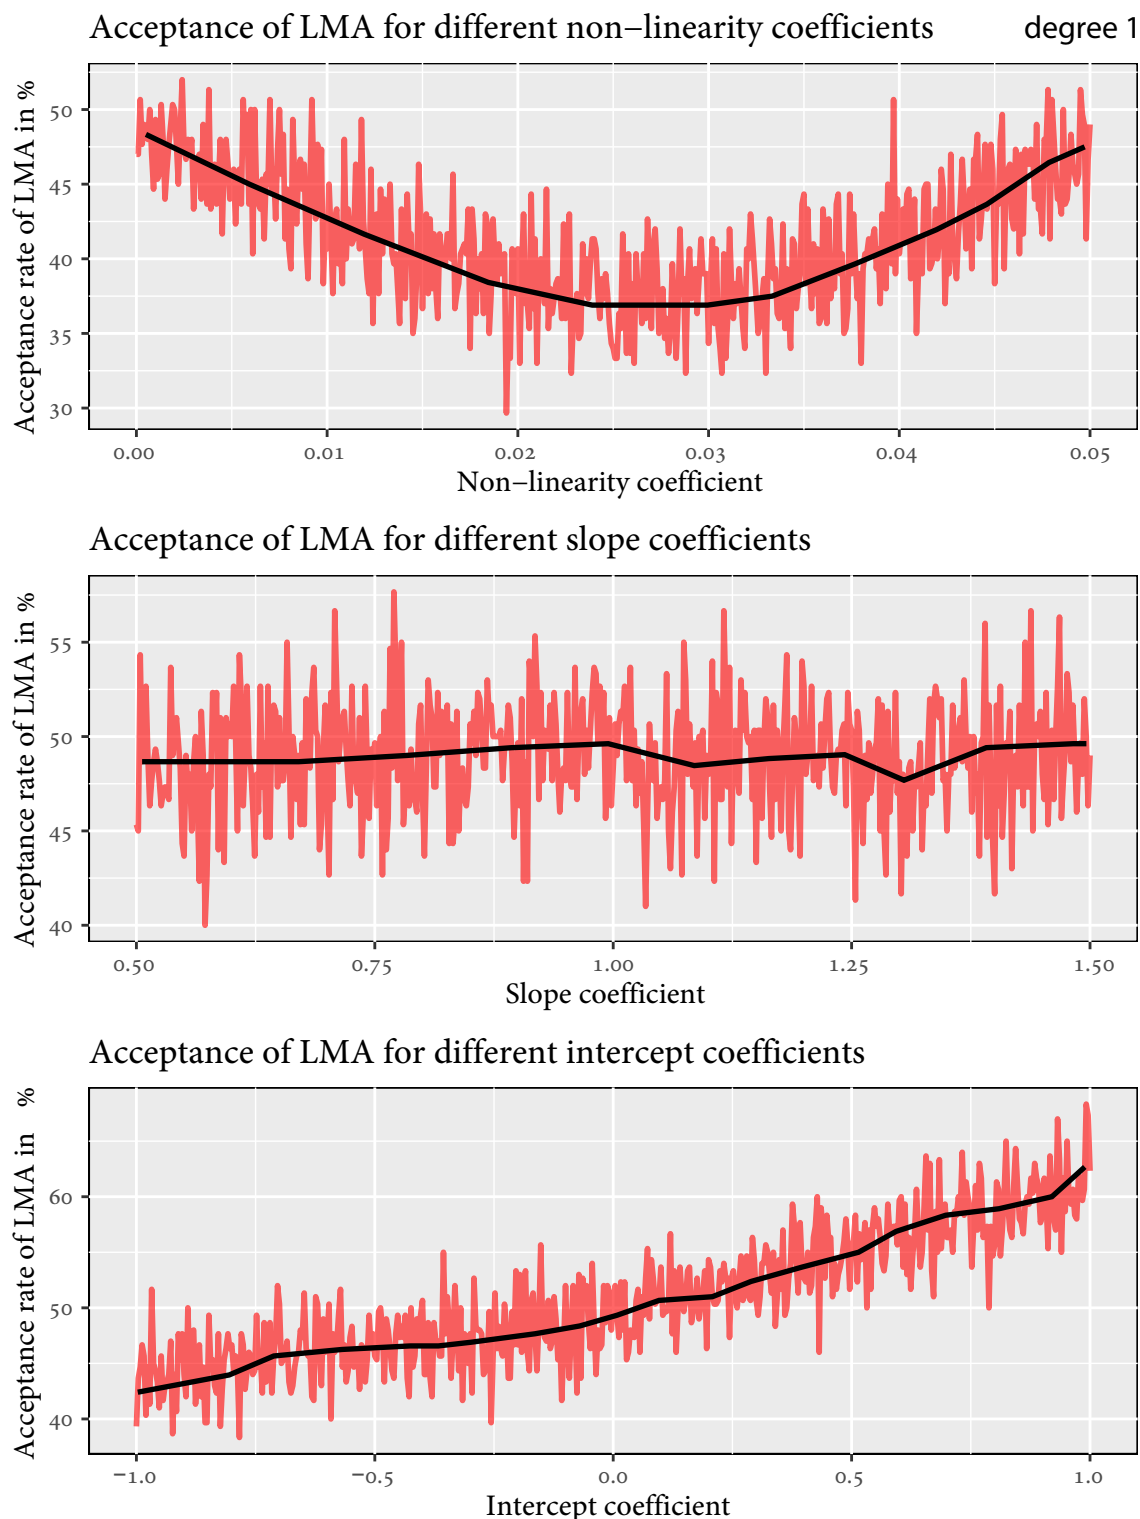 Acceptance of LMA for different non−linearity coefficients degree 1
Acceptance rate of LMA in %
50
45
40
35
30
0.00 0.01 0.02 0.03 0.04 0.05
Non−linearity coefficient
Acceptance of LMA for different slope coefficients
Acceptance rate of LMA in %
55
50
45
40
0.50 0.75 1.00 1.25 1.50
Slope coefficient
Acceptance of LMA for different intercept coefficients
Acceptance rate of LMA in %
60
50
40
−1.0 −0.5 0.0 0.5 1.0
Intercept coefficient